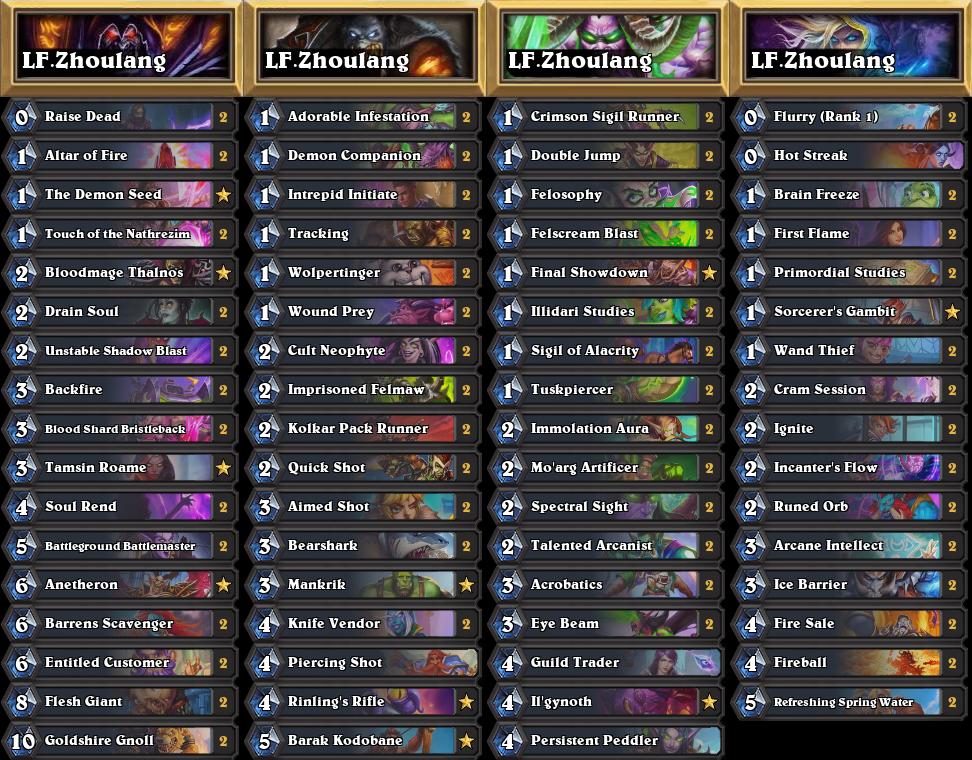 LF.Zhoulang
0 Raise Dead 2
1 Altar of Fire 2
1 The Demon Seed
1 Touch of the Nathrezim 2
2 Bloodmage Thalnos
2 Drain Soul 2
2 Unstable Shadow Blast 2
3 Backfire 2
3 Blood Shard Bristleback 2
3 Tamsin Roame
4 Soul Rend 2
5 Battleground Battlemaster 2
6 Anetheron
6 Barrens Scavenger 2
6 Entitled Customer 2
8 Flesh Giant 2
10 Goldshire Gnoll 2
LF.Zhoulang
1 Adorable Infestation 2
1 Demon Companion 2
1 Intrepid Initiate 2
1 Tracking 2
1 Wolpertinger 2
1 Wound Prey 2
2 Cult Neophyte 2
2 Imprisoned Felmaw 2
2 Kolkar Pack Runner 2
2 Quick Shot 2
3 Aimed Shot 2
3 Bearshark 2
3 Mankrik
4 Knife Vendor 2
4 Piercing Shot
4 Rinling's Rifle
5 Barak Kodobane
LF.Zhoulang
1 Crimson Sigil Runner 2
1 Double Jump 2
1 Felosophy 2
1 Felscream Blast 2
1 Final Showdown
1 Illidari Studies 2
1 Sigil of Alacrity 2
1 Tuskpiercer 2
2 Immolation Aura 2
2 Mo'arg Artificer 2
2 Spectral Sight 2
2 Talented Arcanist 2
3 Acrobatics 2
3 Eye Beam 2
4 Guild Trader
4 Il'gynoth
4 Persistent Peddler
LF.Zhoulang
0 Flurry (Rank 1) 2
0 Hot Streak
1 Brain Freeze 2
1 First Flame 2
1 Primordial Studies 2
1 Sorcerer's Gambit
1 Wand Thief 2
2 Cram Session 2
2 Ignite 2
2 Incanter's Flow 2
2 Runed Orb 2
3 Arcane Intellect 2
3 Ice Barrier 2
4 Fire Sale 2
4 Fireball 2
5 Refreshing Spring Water 2